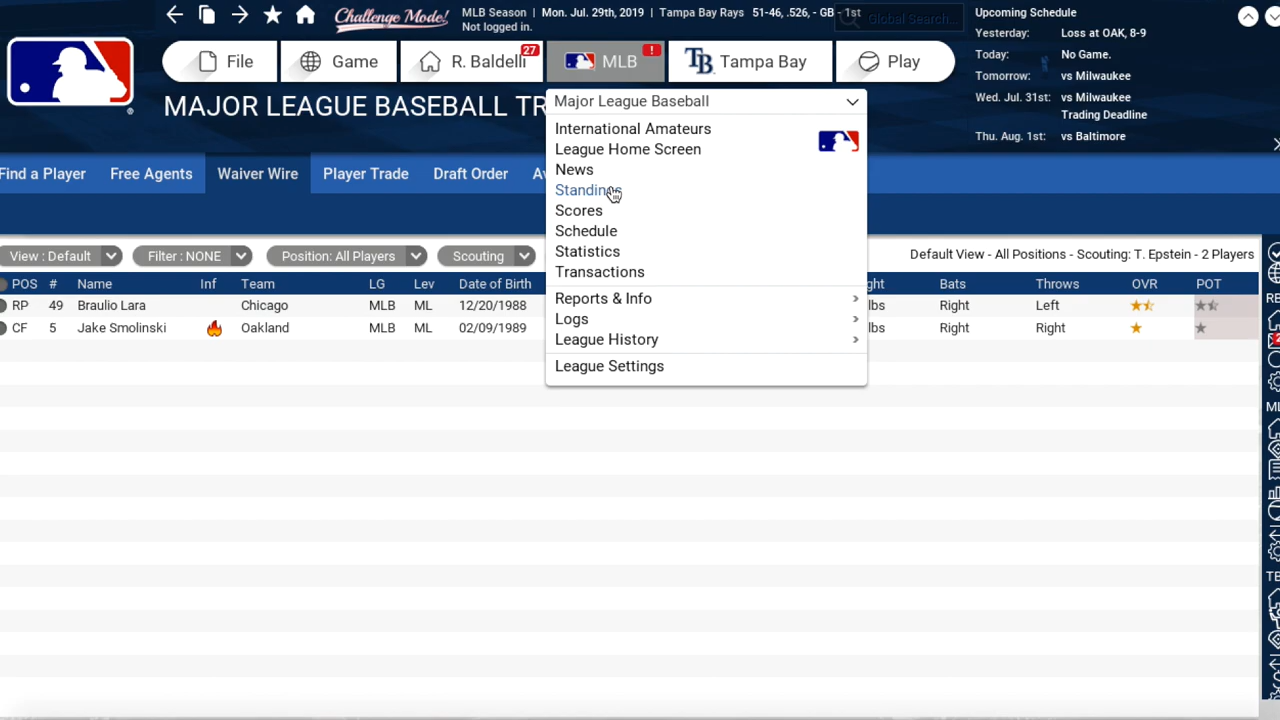 Challenge Mode!
MLB Season | Mon. Jul. 29th, 2019 | Tampa Bay Rays 51-46, .526, - GB - 1st
Not logged in.
Global Search...
Upcoming Schedule
Yesterday: Loss at OAK, 8-9
Today: No Game.
Tomorrow: vs Milwaukee
Wed. Jul. 31st: vs Milwaukee
Trading Deadline
Thu. Aug. 1st: vs Baltimore
File
Game
R. Baldelli 27
MLB !
TB Tampa Bay
Play
MAJOR LEAGUE BASEBALL TR
Find a Player
Free Agents
Waiver Wire
Player Trade
Draft Order
Major League Baseball
International Amateurs
League Home Screen
News
Standings
Scores
Schedule
Statistics
Transactions
Reports & Info
Logs
League History
League Settings
View : Default
Filter : NONE
Position: All Players
Scouting
Default View - All Positions - Scouting: T. Epstein - 2 Players
POS # Name Inf Team LG Lev Date of Birth ght Bats Throws OVR POT
RP 49 Braulio Lara Chicago MLB ML 12/20/1988 lbs Right Left
CF 5 Jake Smolinski Oakland MLB ML 02/09/1989 lbs Right Right